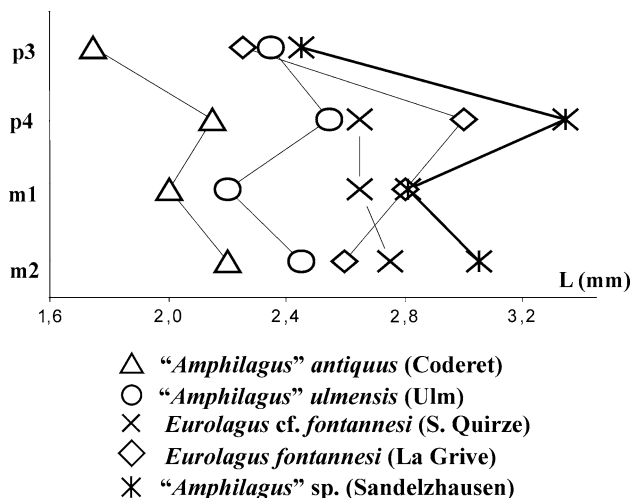 p3
p4
m1
m2
L (mm)
1,6 2,0 2,4 2,8 3,2
“Amphilagus” antiquus (Coderet)
“Amphilagus” ulmensis (Ulm)
Eurolagus cf. fontannesi (S. Quirze)
Eurolagus fontannesi (La Grive)
“Amphilagus” sp. (Sandelzhausen)